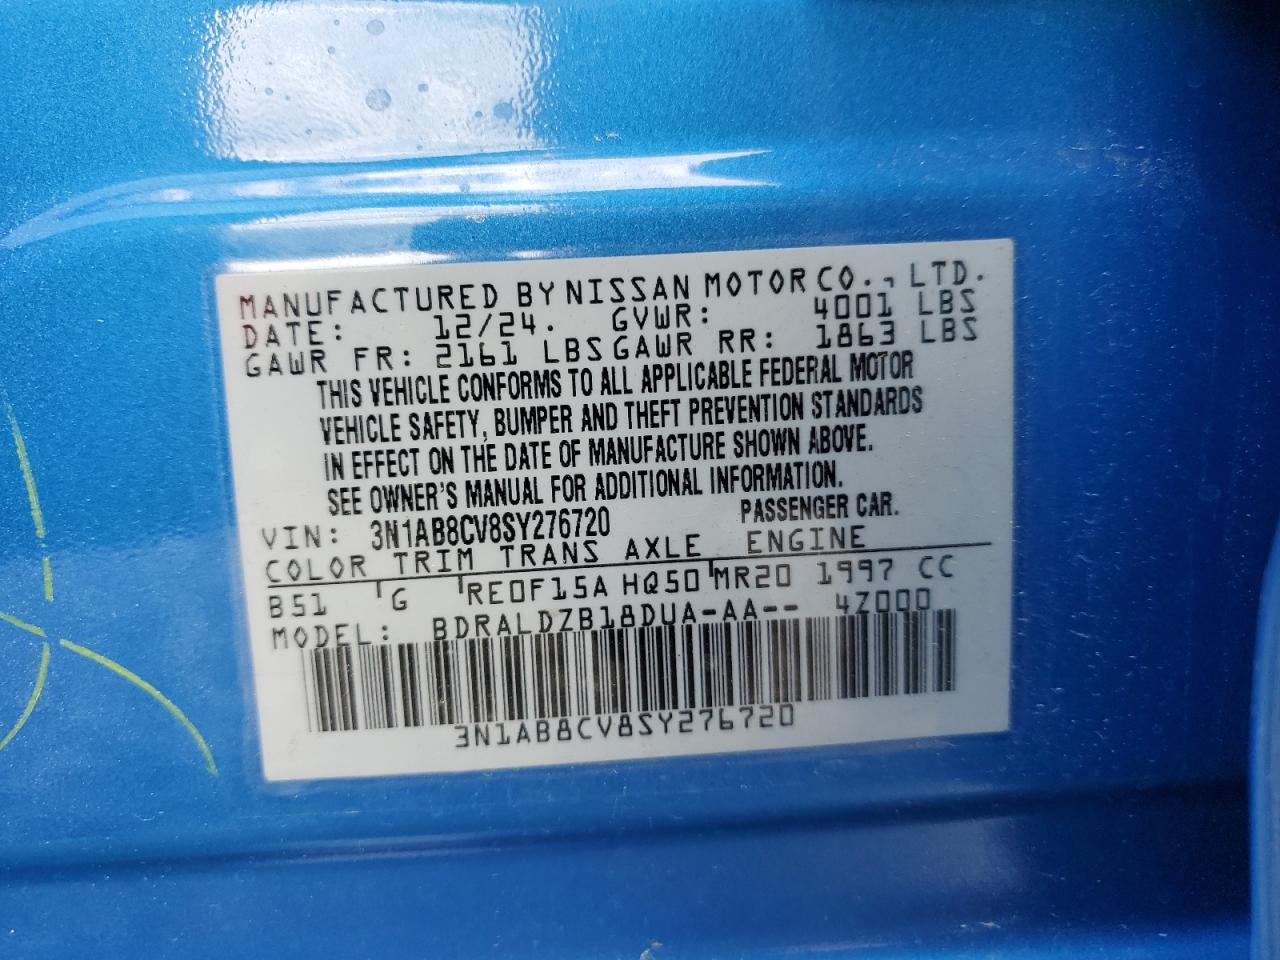 MANUFACTURED BY NISSAN MOTOR CO., LTD.
DATE: 12/24. GVWR: 4001 LBS
GAWR FR: 2161 LBS GAWR RR: 1863 LBS
THIS VEHICLE CONFORMS TO ALL APPLICABLE FEDERAL MOTOR
VEHICLE SAFETY, BUMPER AND THEFT PREVENTION STANDARDS
IN EFFECT ON THE DATE OF MANUFACTURE SHOWN ABOVE.
SEE OWNER'S MANUAL FOR ADDITIONAL INFORMATION.
VIN: 3N1AB8CV8SY276720 PASSENGER CAR.
COLOR TRIM TRANS AXLE ENGINE
B51 G RE0F15A HQ50 MR20 1997 CC
MODEL: BDRALDZB18DUA-AA-- 4Z000
3N1AB8CV8SY276720